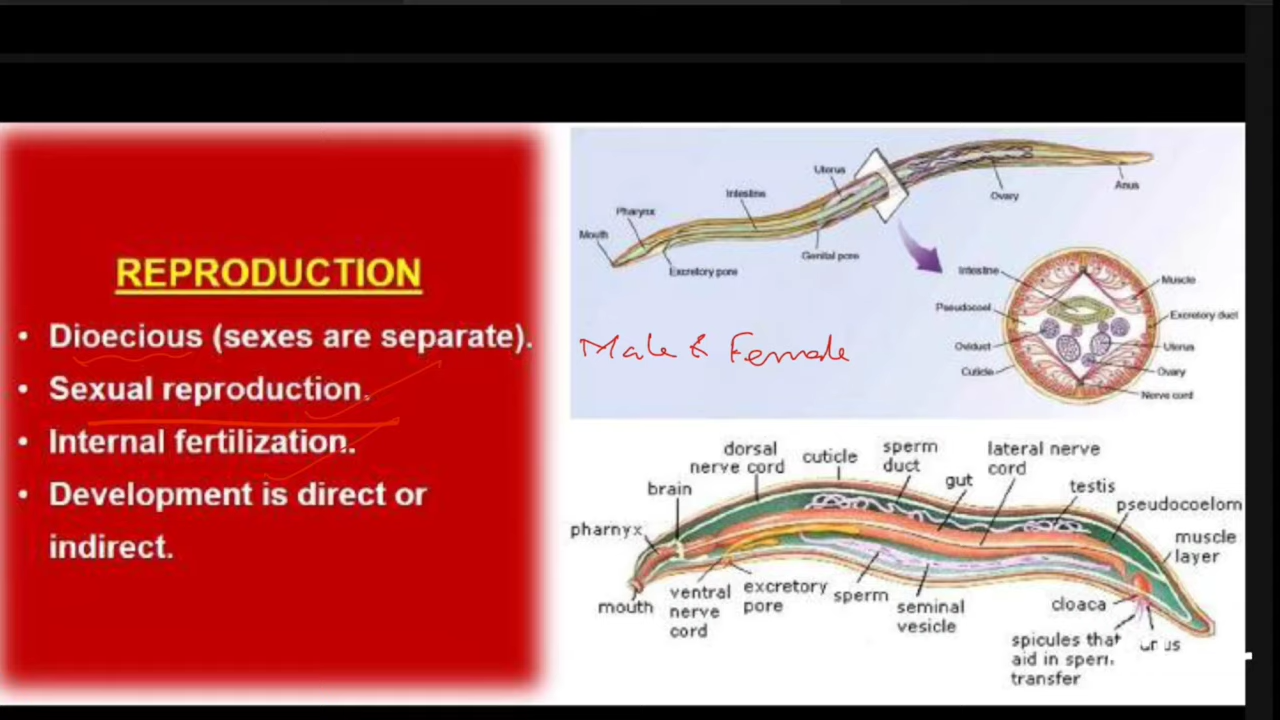 REPRODUCTION
• Dioecious (sexes are separate).
• Sexual reproduction.
• Internal fertilization.
• Development is direct or
indirect.
Mouth
Pharynx
Excretory pore
Intestine
Uterus
Genital pore
Ovary
Anus
Male & Female
Intestine
Pseudocoel
Oviduct
Cuticle
Muscle
Excretory duct
Uterus
Ovary
Nerve cord
pharnyx
brain
dorsal
nerve cord
cuticle
sperm
duct
gut
lateral nerve
cord
testis
pseudocoelom
muscle
layer
mouth
ventral
nerve
cord
excretory
pore
sperm
seminal
vesicle
cloaca
spicules that
aid in sperm
transfer